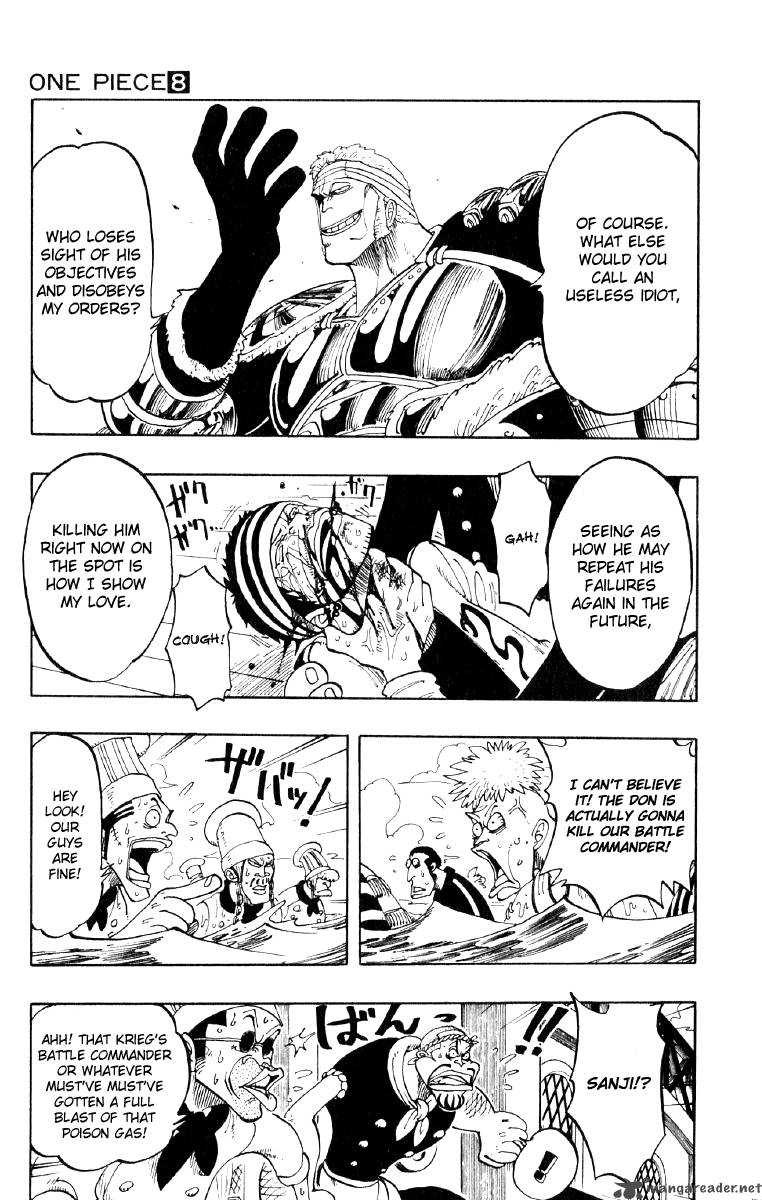 ONE PIECE 8
OF COURSE.
WHAT ELSE
WOULD YOU
CALL AN
USELESS IDIOT,
WHO LOSES
SIGHT OF HIS
OBJECTIVES
AND DISOBEYS
MY ORDERS?
SEEING AS
HOW HE MAY
REPEAT HIS
FAILURES
AGAIN IN THE
FUTURE,
ガク
GAH!
ガク
ガク
COUGH!
KILLING HIM
RIGHT NOW ON
THE SPOT IS
HOW I SHOW
MY LOVE.
I CAN'T BELIEVE
IT! THE DON IS
ACTUALLY GONNA
KILL OUR BATTLE
COMMANDER!
ザバッ!
HEY
LOOK!
OUR
GUYS
ARE
FINE!
SANJI!?
!!
ばんっ
AHH! THAT KRIEG'S
BATTLE COMMANDER
OR WHATEVER
MUST'VE MUST'VE
GOTTEN A FULL
BLAST OF THAT
POISON GAS!
mangareader.net